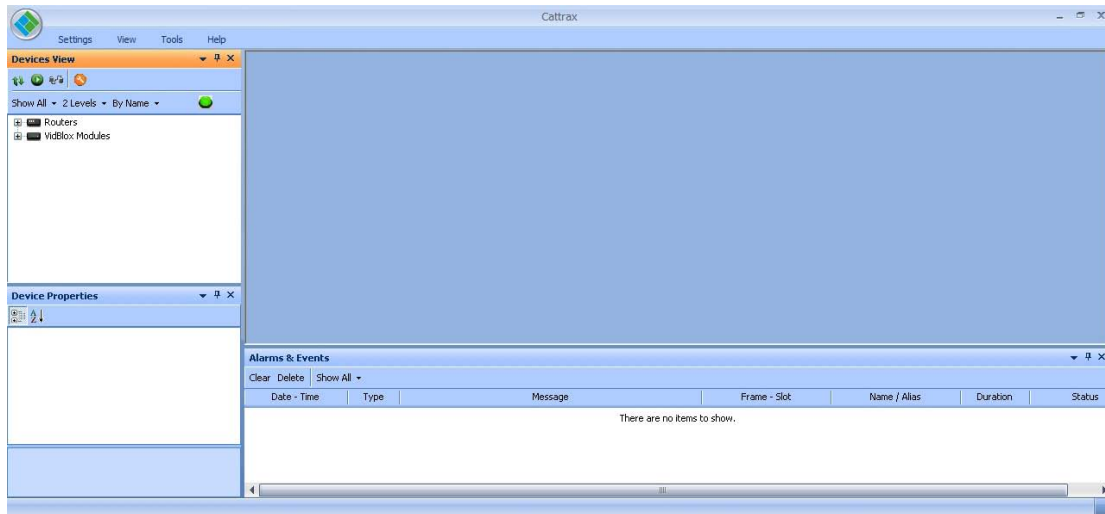 Cattrax
Settings View Tools Help
Devices View
Show All 2 Levels By Name
Routers
VidBlox Modules
Device Properties
Alarms & Events
Clear Delete Show All
Date - Time Type Message Frame - Slot Name / Alias Duration Status
There are no items to show.